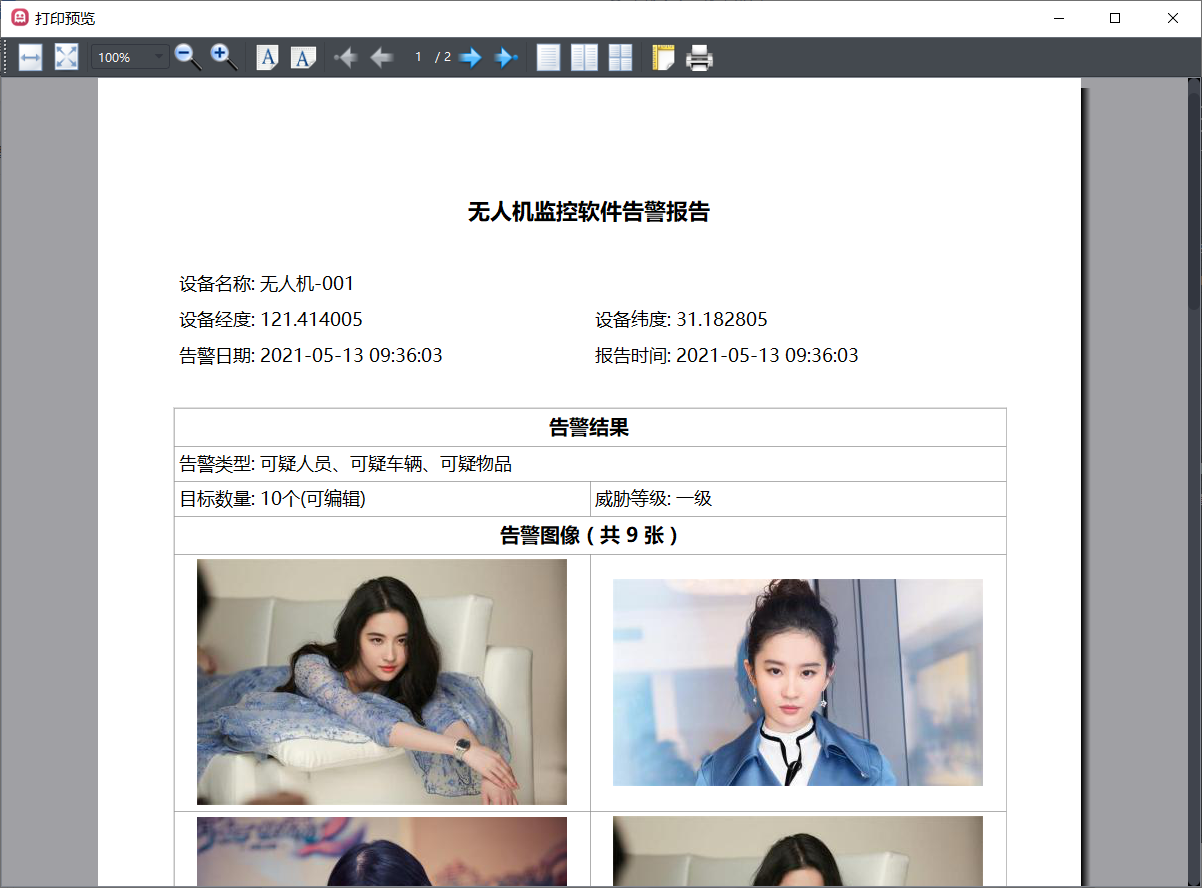 打印预览
100%
A
A
1 / 2
无人机监控软件告警报告
设备名称: 无人机-001
设备经度: 121.414005
设备纬度: 31.182805
告警日期: 2021-05-13 09:36:03
报告时间: 2021-05-13 09:36:03
告警结果
告警类型: 可疑人员、可疑车辆、可疑物品
目标数量: 10个(可编辑)
威胁等级: 一级
告警图像 ( 共 9 张 )